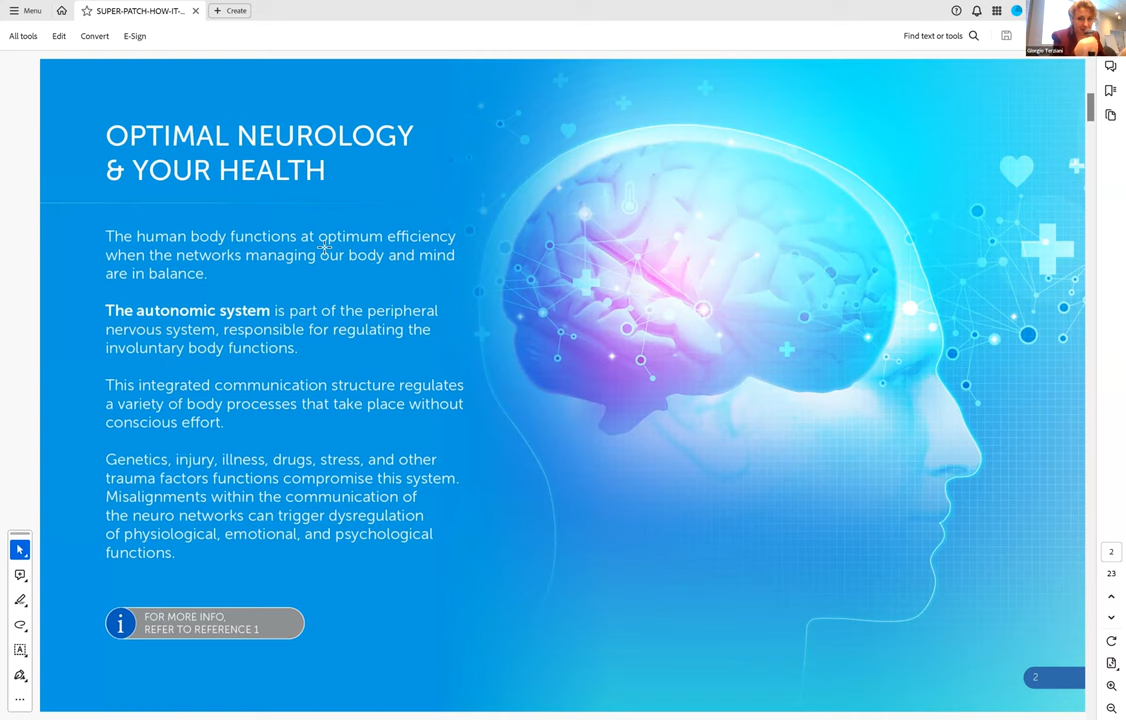 Menu
SUPER-PATCH-HOW-IT-...
Create
All tools
Edit
Convert
E-Sign
Find text or tools
Giorgio Terziani
OPTIMAL NEUROLOGY
& YOUR HEALTH
The human body functions at optimum efficiency
when the networks managing our body and mind
are in balance.
The autonomic system is part of the peripheral
nervous system, responsible for regulating the
involuntary body functions.
This integrated communication structure regulates
a variety of body processes that take place without
conscious effort.
Genetics, injury, illness, drugs, stress, and other
trauma factors functions compromise this system.
Misalignments within the communication of
the neuro networks can trigger dysregulation
of physiological, emotional, and psychological
functions.
i
FOR MORE INFO,
REFER TO REFERENCE 1
2
2
23